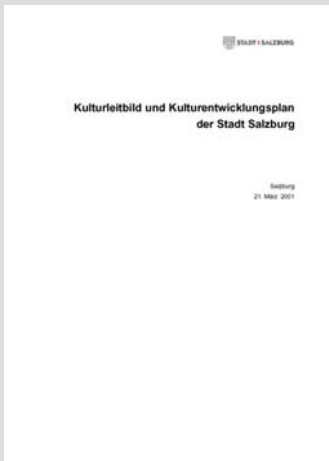 STADT : SALZBURG
Kulturleitbild und Kulturentwicklungsplan
der Stadt Salzburg
Salzburg
21. März 2001